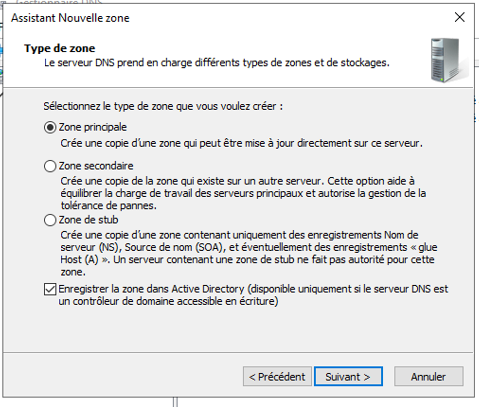 Gestionnaire DNS
Assistant Nouvelle zone
Type de zone
Le serveur DNS prend en charge différents types de zones et de stockages.
Sélectionnez le type de zone que vous voulez créer :
Zone principale
Crée une copie d'une zone qui peut être mise à jour directement sur ce serveur.
Zone secondaire
Crée une copie de la zone qui existe sur un autre serveur. Cette option aide à
équilibrer la charge de travail des serveurs principaux et autorise la gestion de la
tolérance de pannes.
Zone de stub
Crée une copie d'une zone contenant uniquement des enregistrements Nom de
serveur (NS), Source de nom (SOA), et éventuellement des enregistrements « glue
Host (A) ». Un serveur contenant une zone de stub ne fait pas autorité pour cette
zone.
Enregistrer la zone dans Active Directory (disponible uniquement si le serveur DNS est
un contrôleur de domaine accessible en écriture)
< Précédent Suivant > Annuler